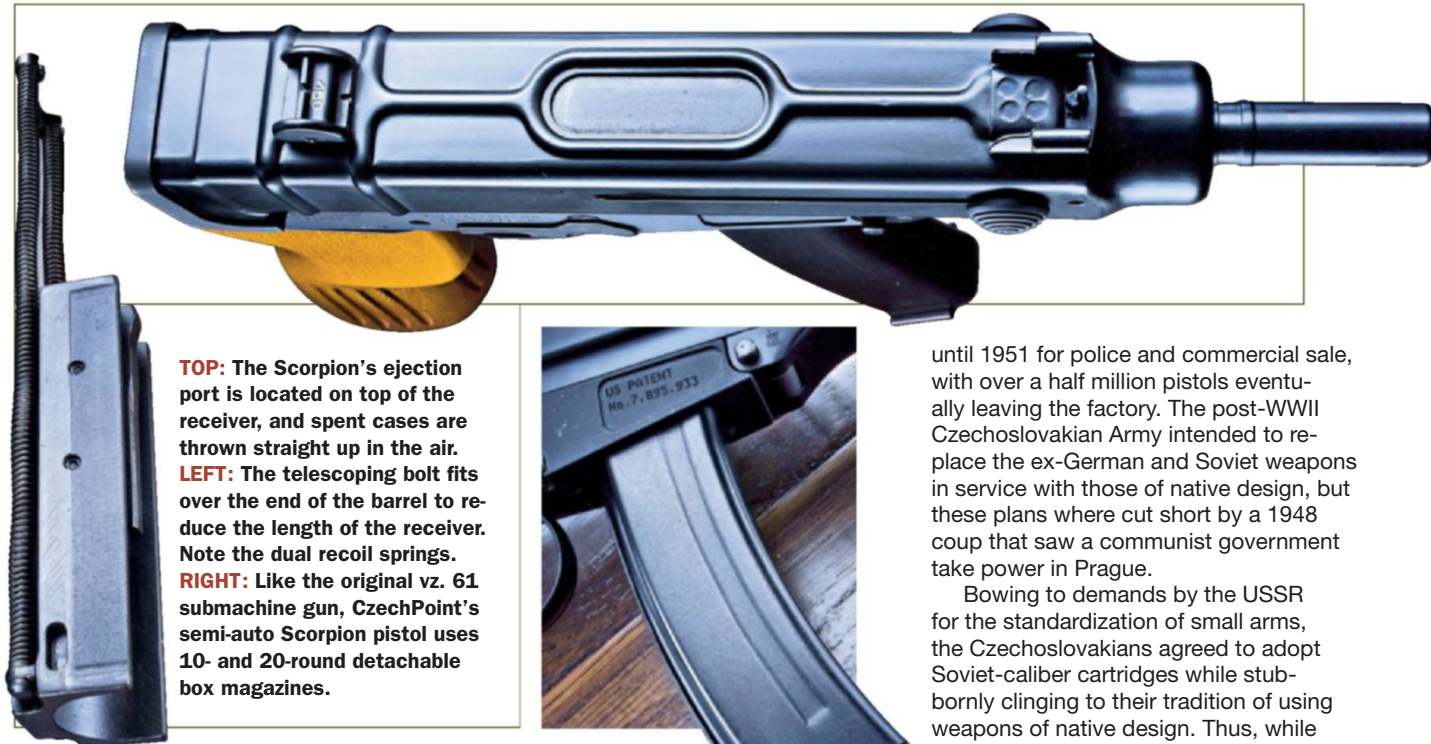 TOP: The Scorpion's ejection
port is located on top of the
receiver, and spent cases are
thrown straight up in the air.
LEFT: The telescoping bolt fits
over the end of the barrel to re-
duce the length of the receiver.
Note the dual recoil springs.
RIGHT: Like the original vz. 61
submachine gun, CzechPoint's
semi-auto Scorpion pistol uses
10- and 20-round detachable
box magazines.
US PATENT
No.7,895,933
until 1951 for police and commercial sale,
with over a half million pistols eventu-
ally leaving the factory. The post-WWII
Czechoslovakian Army intended to re-
place the ex-German and Soviet weapons
in service with those of native design, but
these plans where cut short by a 1948
coup that saw a communist government
take power in Prague.
Bowing to demands by the USSR
for the standardization of small arms,
the Czechoslovakians agreed to adopt
Soviet-caliber cartridges while stub-
bornly clinging to their tradition of using
weapons of native design. Thus, while